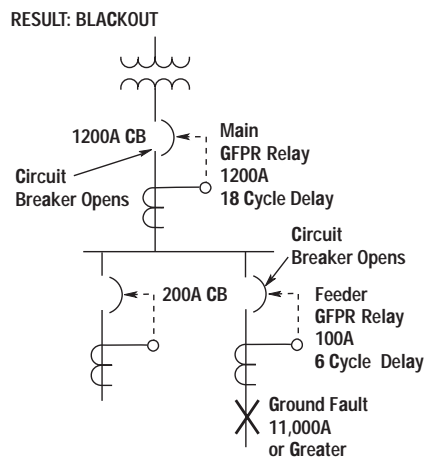 RESULT: BLACKOUT
1200A CB
Main
GFPR Relay
1200A
18 Cycle Delay
Circuit
Breaker Opens
Circuit
Breaker Opens
200A CB
Feeder
GFPR Relay
100A
6 Cycle Delay
Ground Fault
11,000A
or Greater